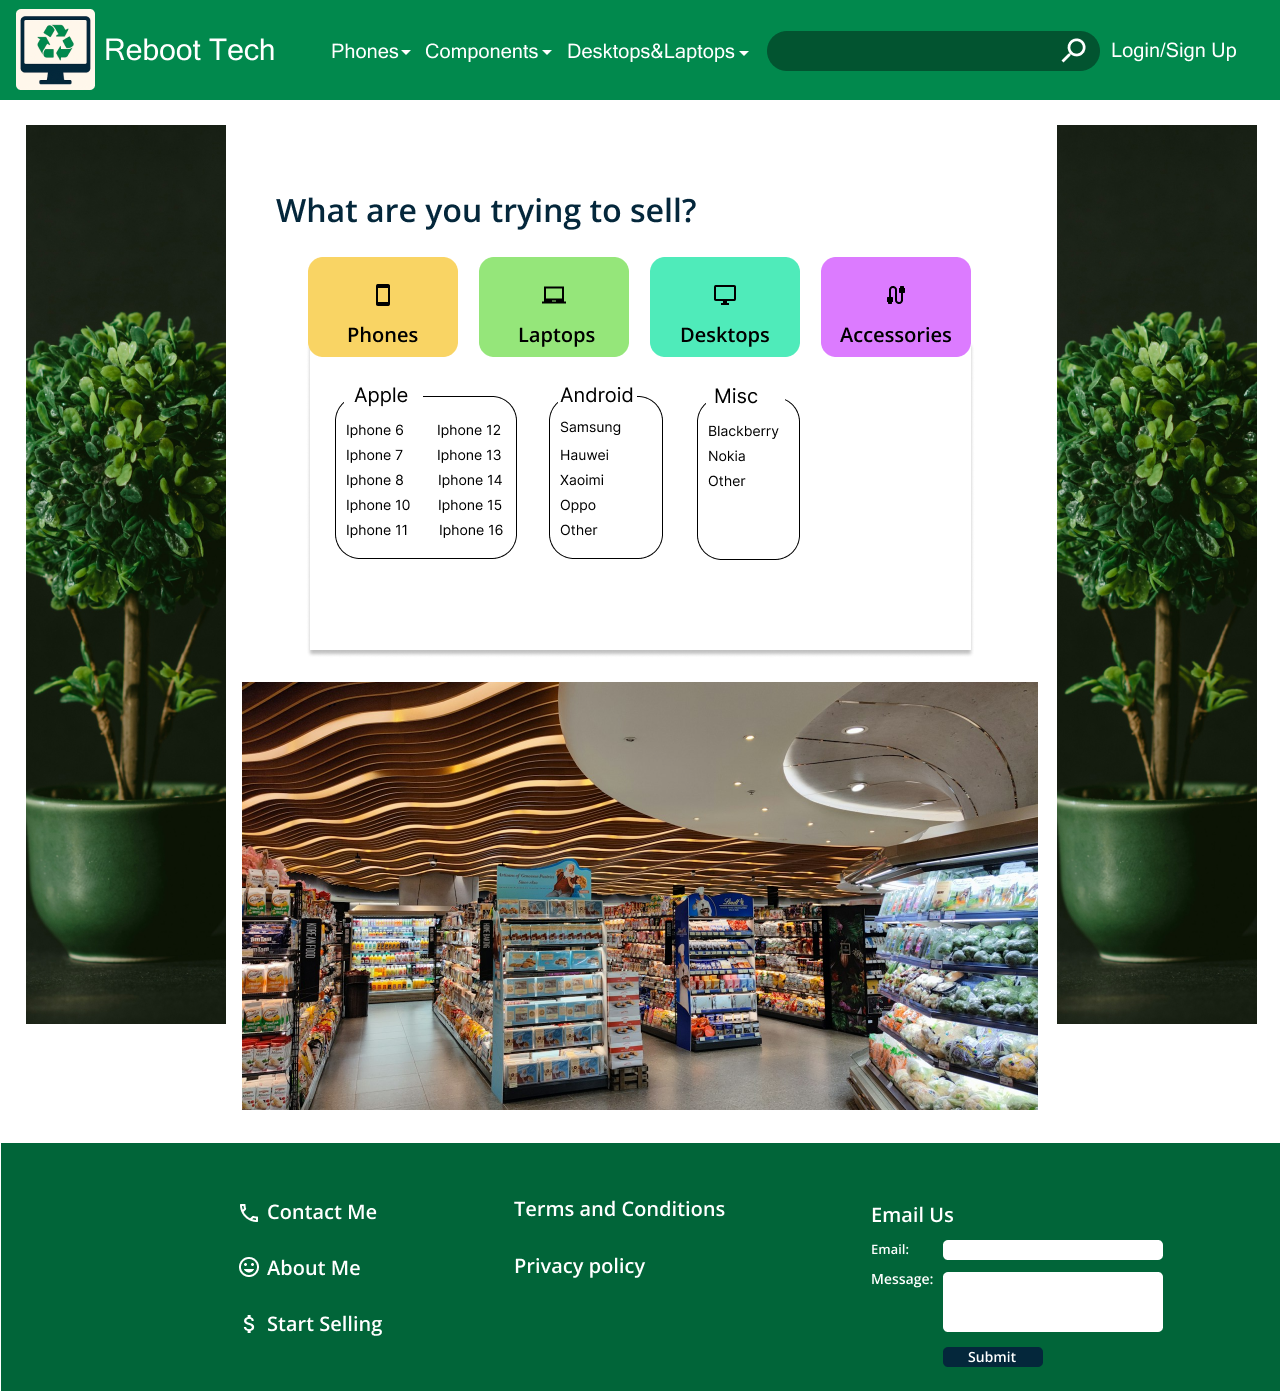 Reboot Tech
Phones
Components
Desktops&Laptops
Login/Sign Up
What are you trying to sell?
Phones
Laptops
Desktops
Accessories
Apple
Iphone 6
Iphone 12
Iphone 7
Iphone 13
Iphone 8
Iphone 14
Iphone 10
Iphone 15
Iphone 11
Iphone 16
Android
Samsung
Hauwei
Xaoimi
Oppo
Other
Misc
Blackberry
Nokia
Other
KOREAN FOOD
Lindt
Contact Me
About Me
Start Selling
Terms and Conditions
Privacy policy
Email Us
Email:
Message:
Submit